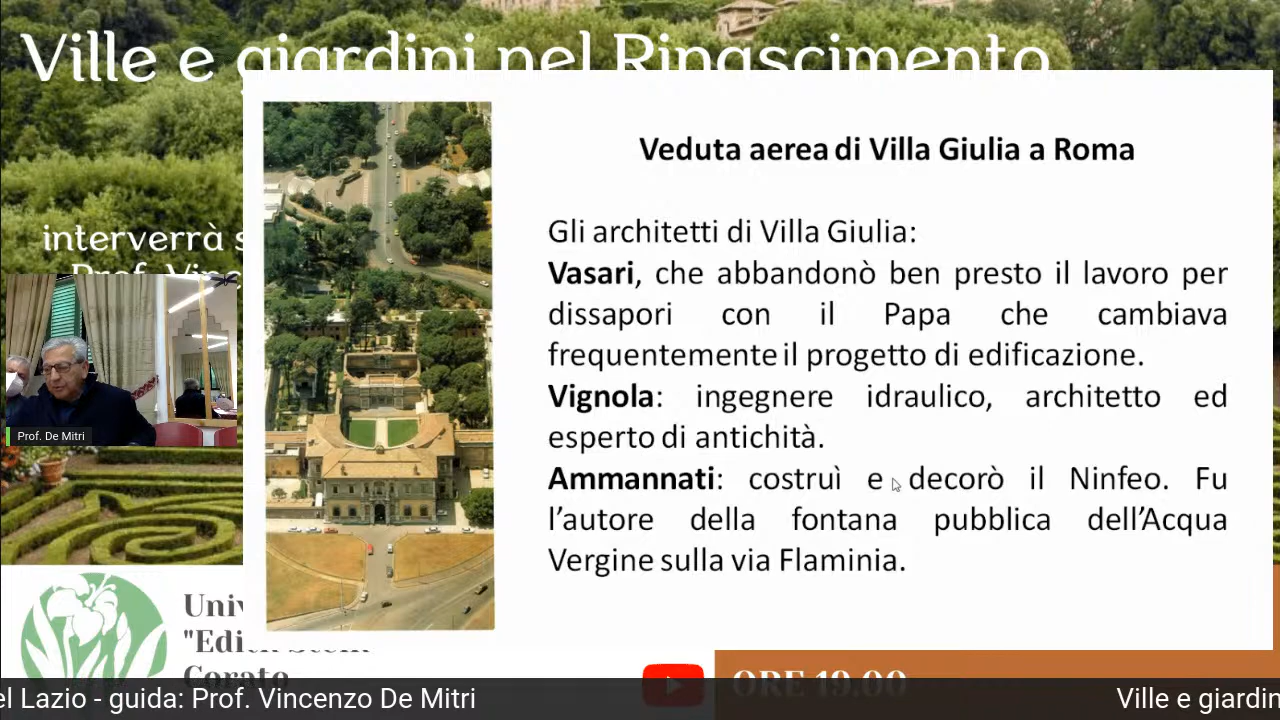 Ville e giardini nel Rinascimento
Veduta aerea di Villa Giulia a Roma
Gli architetti di Villa Giulia:
Vasari, che abbandonò ben presto il lavoro per
dissapori con il Papa che cambiava
frequentemente il progetto di edificazione.
Vignola: ingegnere idraulico, architetto ed
esperto di antichità.
Ammannati: costruì e decorò il Ninfeo. Fu
l'autore della fontana pubblica dell'Acqua
Vergine sulla via Flaminia.
interverrà s
Prof. Vinc
Prof. De Mitri
Univ
"Edith Stein"
Corato
ORE 19.00
el Lazio - guida: Prof. Vincenzo De Mitri
Ville e giardin